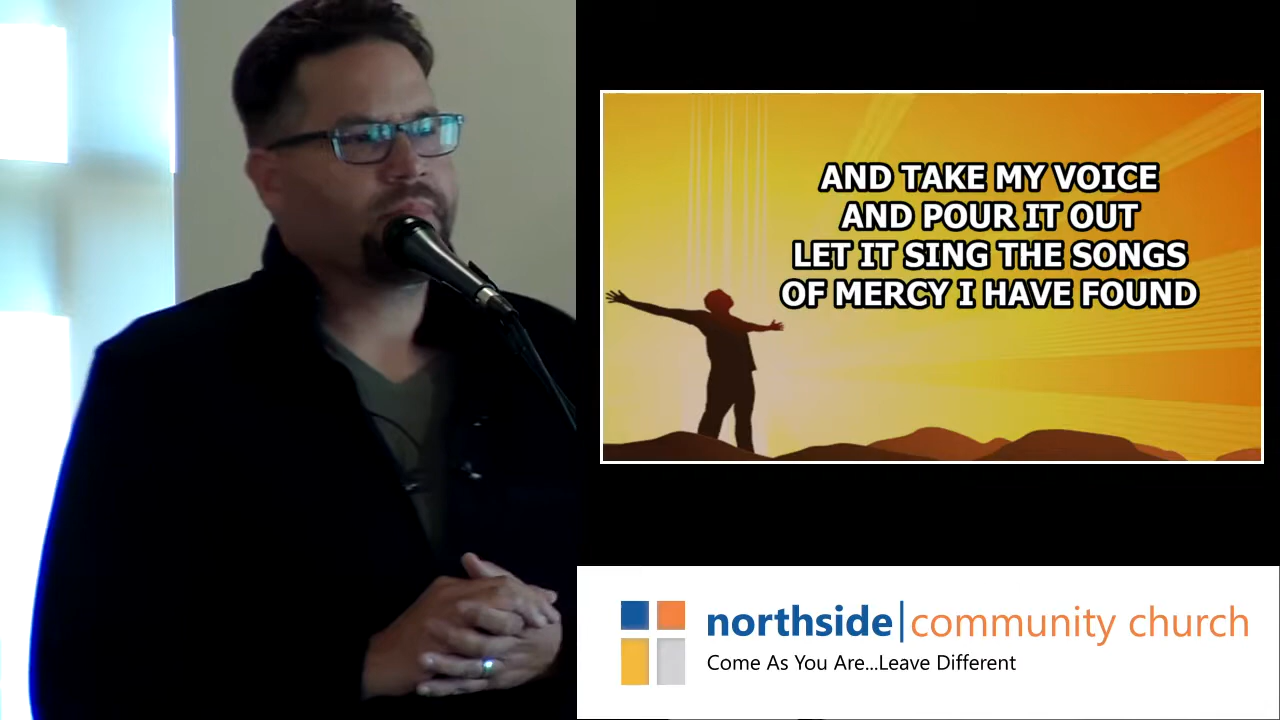 AND TAKE MY VOICE
AND POUR IT OUT
LET IT SING THE SONGS
OF MERCY I HAVE FOUND
northside|community church
Come As You Are...Leave Different